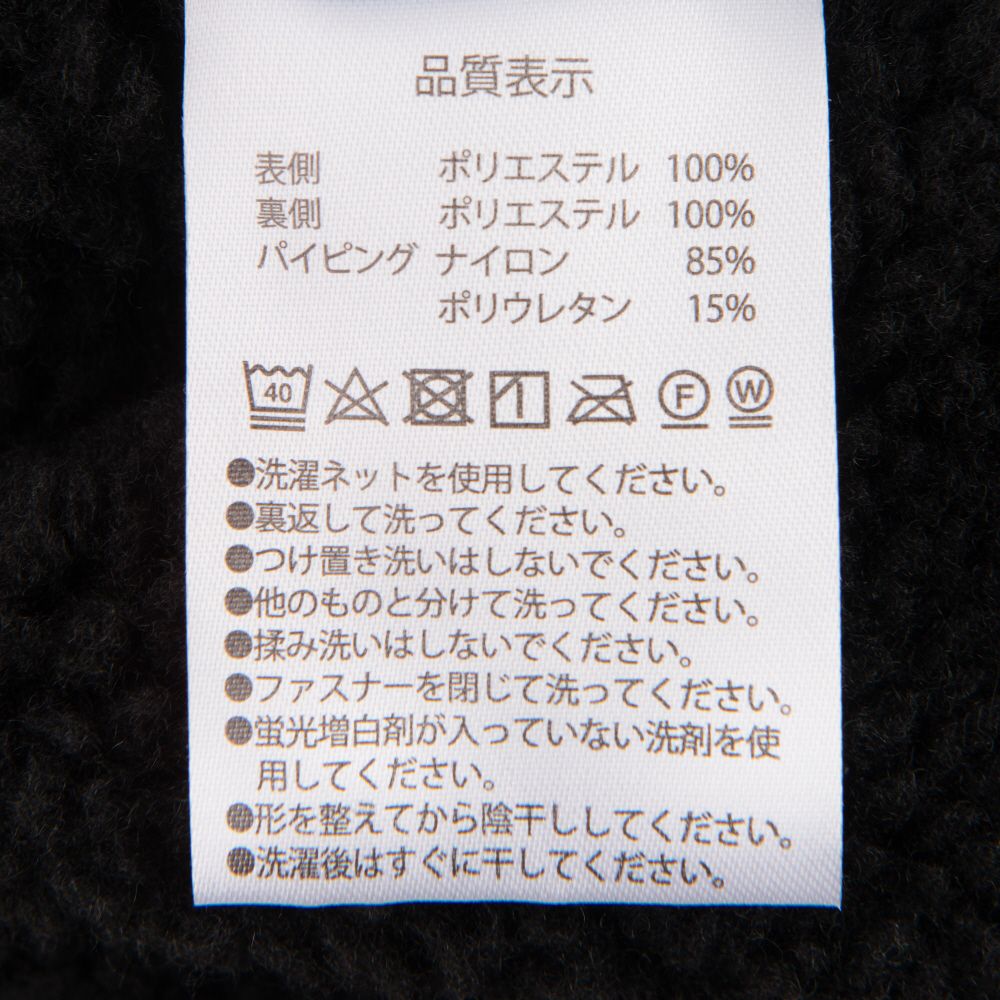 品質表示
表側 ポリエステル 100%
裏側 ポリエステル 100%
パイピング ナイロン 85%
ポリウレタン 15%
40 F W
●洗濯ネットを使用してください。
●裏返して洗ってください。
●つけ置き洗いはしないでください。
●他のものと分けて洗ってください。
●揉み洗いはしないでください。
●ファスナーを閉じて洗ってください。
●蛍光増白剤が入っていない洗剤を使
用してください。
●形を整えてから陰干ししてください。
●洗濯後はすぐに干してください。